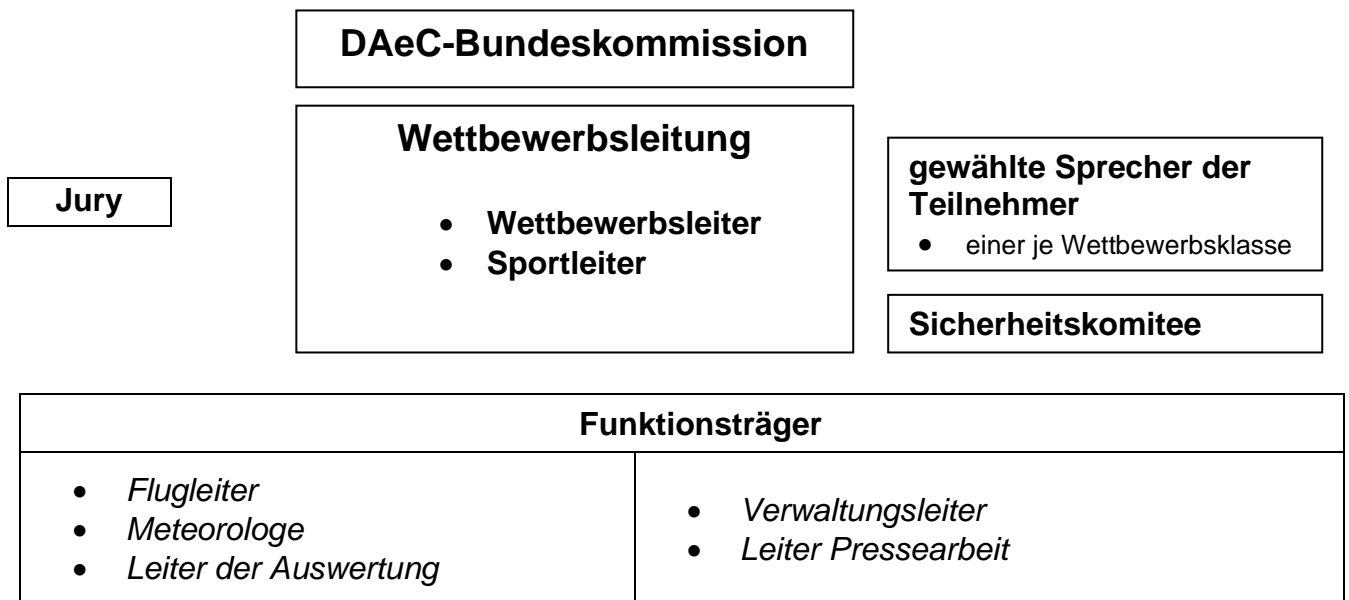 DAeC-Bundeskommission
Wettbewerbsleitung
• Wettbewerbsleiter
• Sportleiter
Jury
gewählte Sprecher der
Teilnehmer
• einer je Wettbewerbsklasse
Sicherheitskomitee
Funktionsträger
• Flugleiter
• Meteorologe
• Leiter der Auswertung
• Verwaltungsleiter
• Leiter Pressearbeit